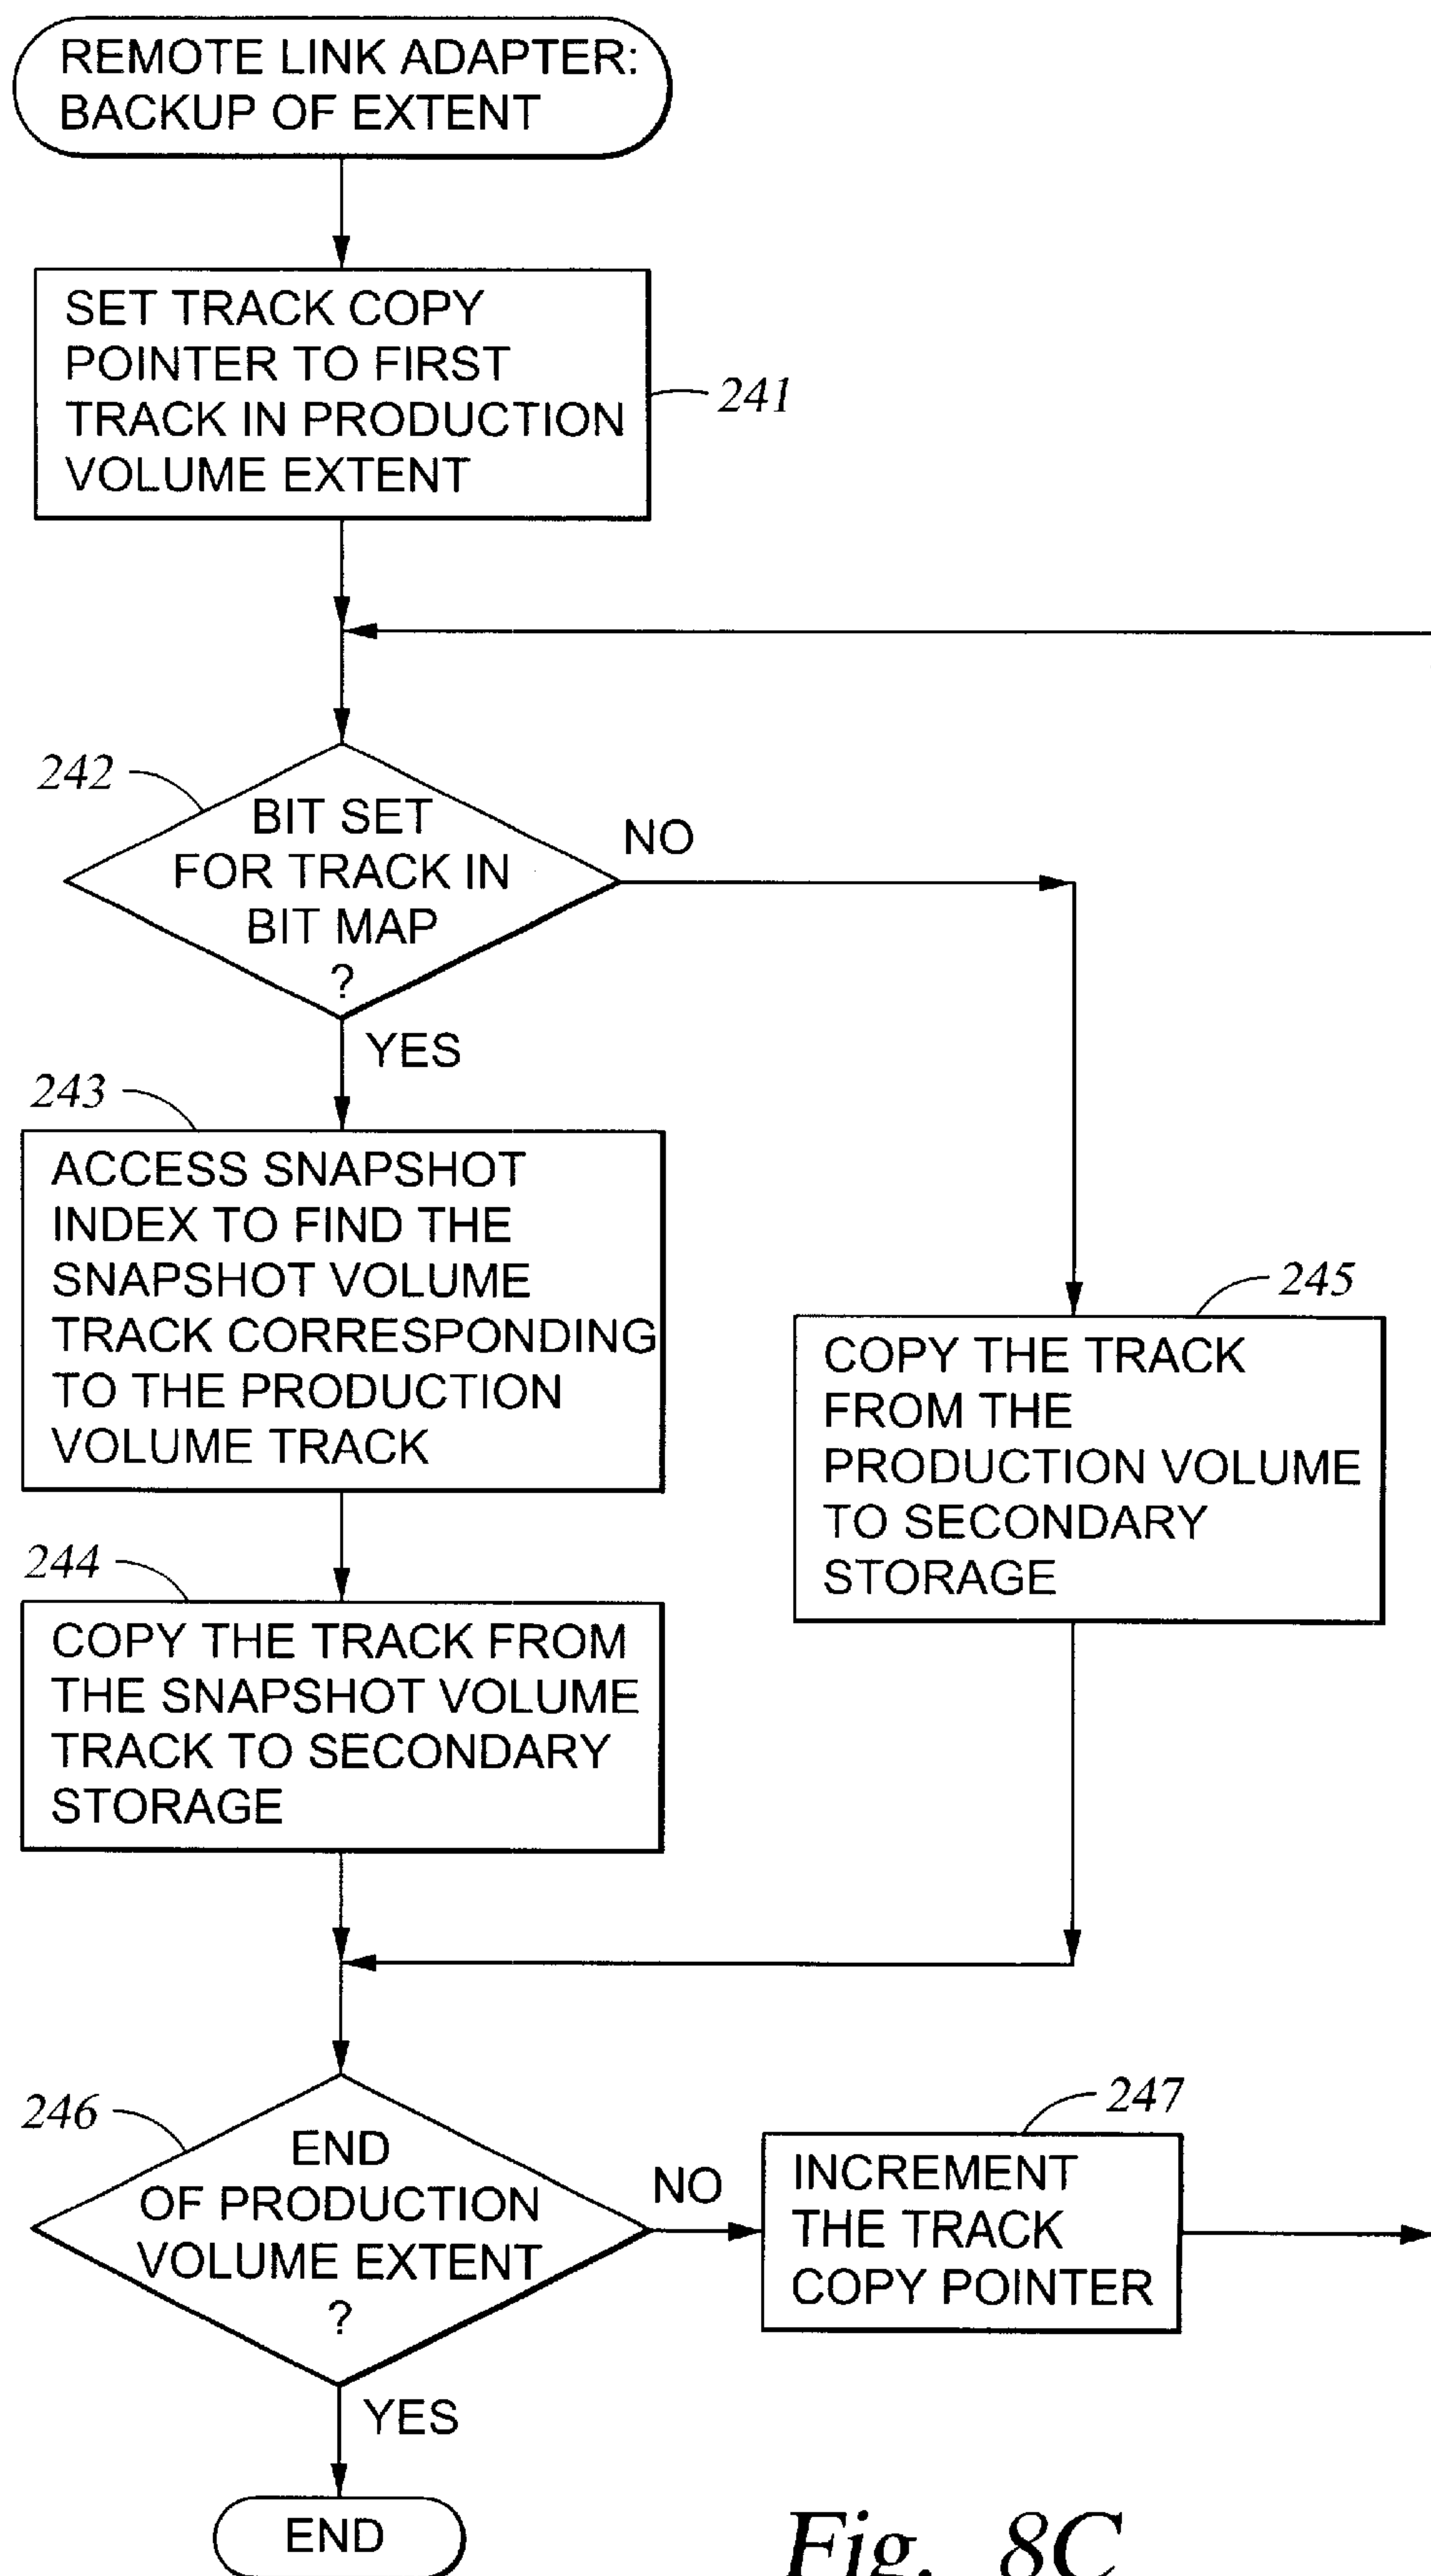 REMOTE LINK ADAPTER:
BACKUP OF EXTENT
SET TRACK COPY
POINTER TO FIRST
TRACK IN PRODUCTION
VOLUME EXTENT
241
242
BIT SET
FOR TRACK IN
BIT MAP
?
NO
YES
243
ACCESS SNAPSHOT
INDEX TO FIND THE
SNAPSHOT VOLUME
TRACK CORRESPONDING
TO THE PRODUCTION
VOLUME TRACK
245
COPY THE TRACK
FROM THE
PRODUCTION VOLUME
TO SECONDARY
STORAGE
244
COPY THE TRACK FROM
THE SNAPSHOT VOLUME
TRACK TO SECONDARY
STORAGE
246
END
OF PRODUCTION
VOLUME EXTENT
?
NO
247
INCREMENT
THE TRACK
COPY POINTER
YES
END
Fig. 8C